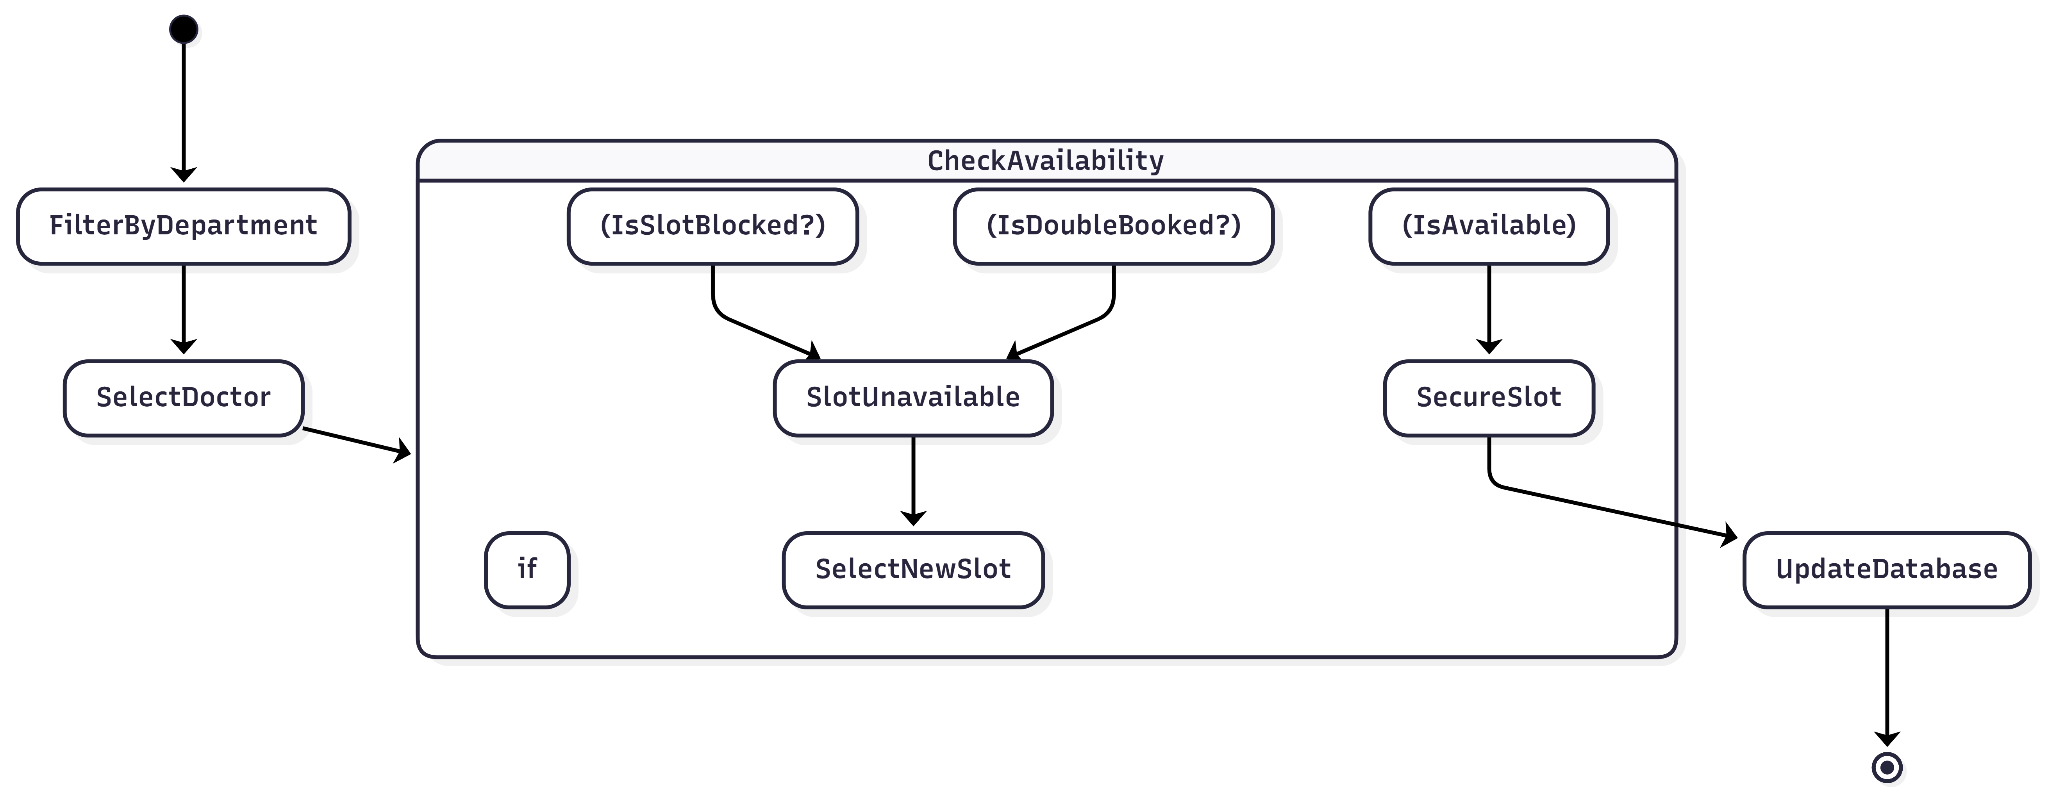 CheckAvailability
FilterByDepartment
(IsSlotBlocked?)
(IsDoubleBooked?)
(IsAvailable)
SelectDoctor
SlotUnavailable
SecureSlot
if
SelectNewSlot
UpdateDatabase